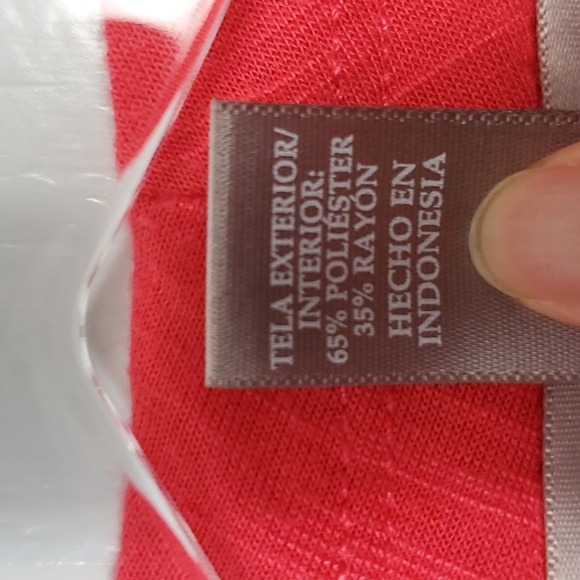 TELA EXTERIOR/
INTERIOR:
65% POLIÉSTER
35% RAYÓN
HECHO EN
INDONESIA